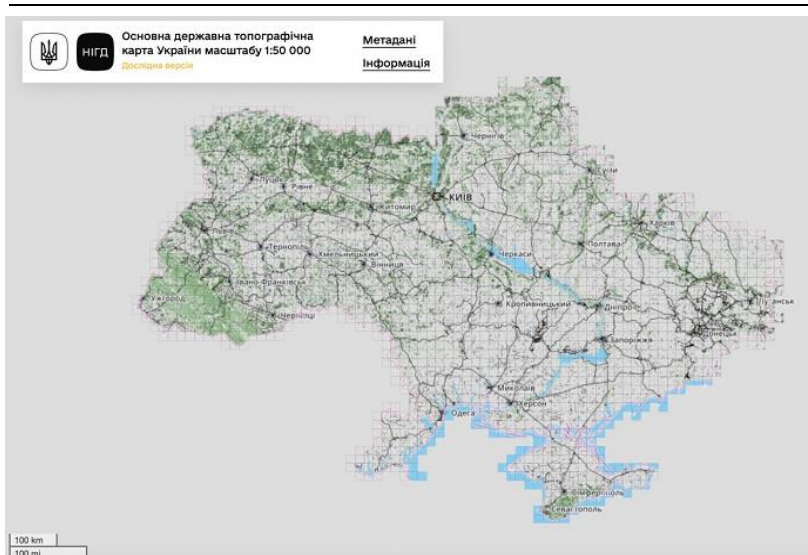 Основна державна топографічна
карта України масштабу 1:50 000
Дослідна версія
НІГД
Метадані
Інформація
Чернігів
Суми
Луцьк
Рівне
КИЇВ
Житомир
Харків
Львів
Полтава
Тернопіль
Хмельницький
Черкаси
Вінниця
Івано-Франківськ
Ужгород
Луганськ
Кропивницький
Дніпро
Чернівці
Донецьк
Запоріжжя
Миколаїв
Херсон
Одеса
Сімферополь
Севастополь
100 km
100 mi